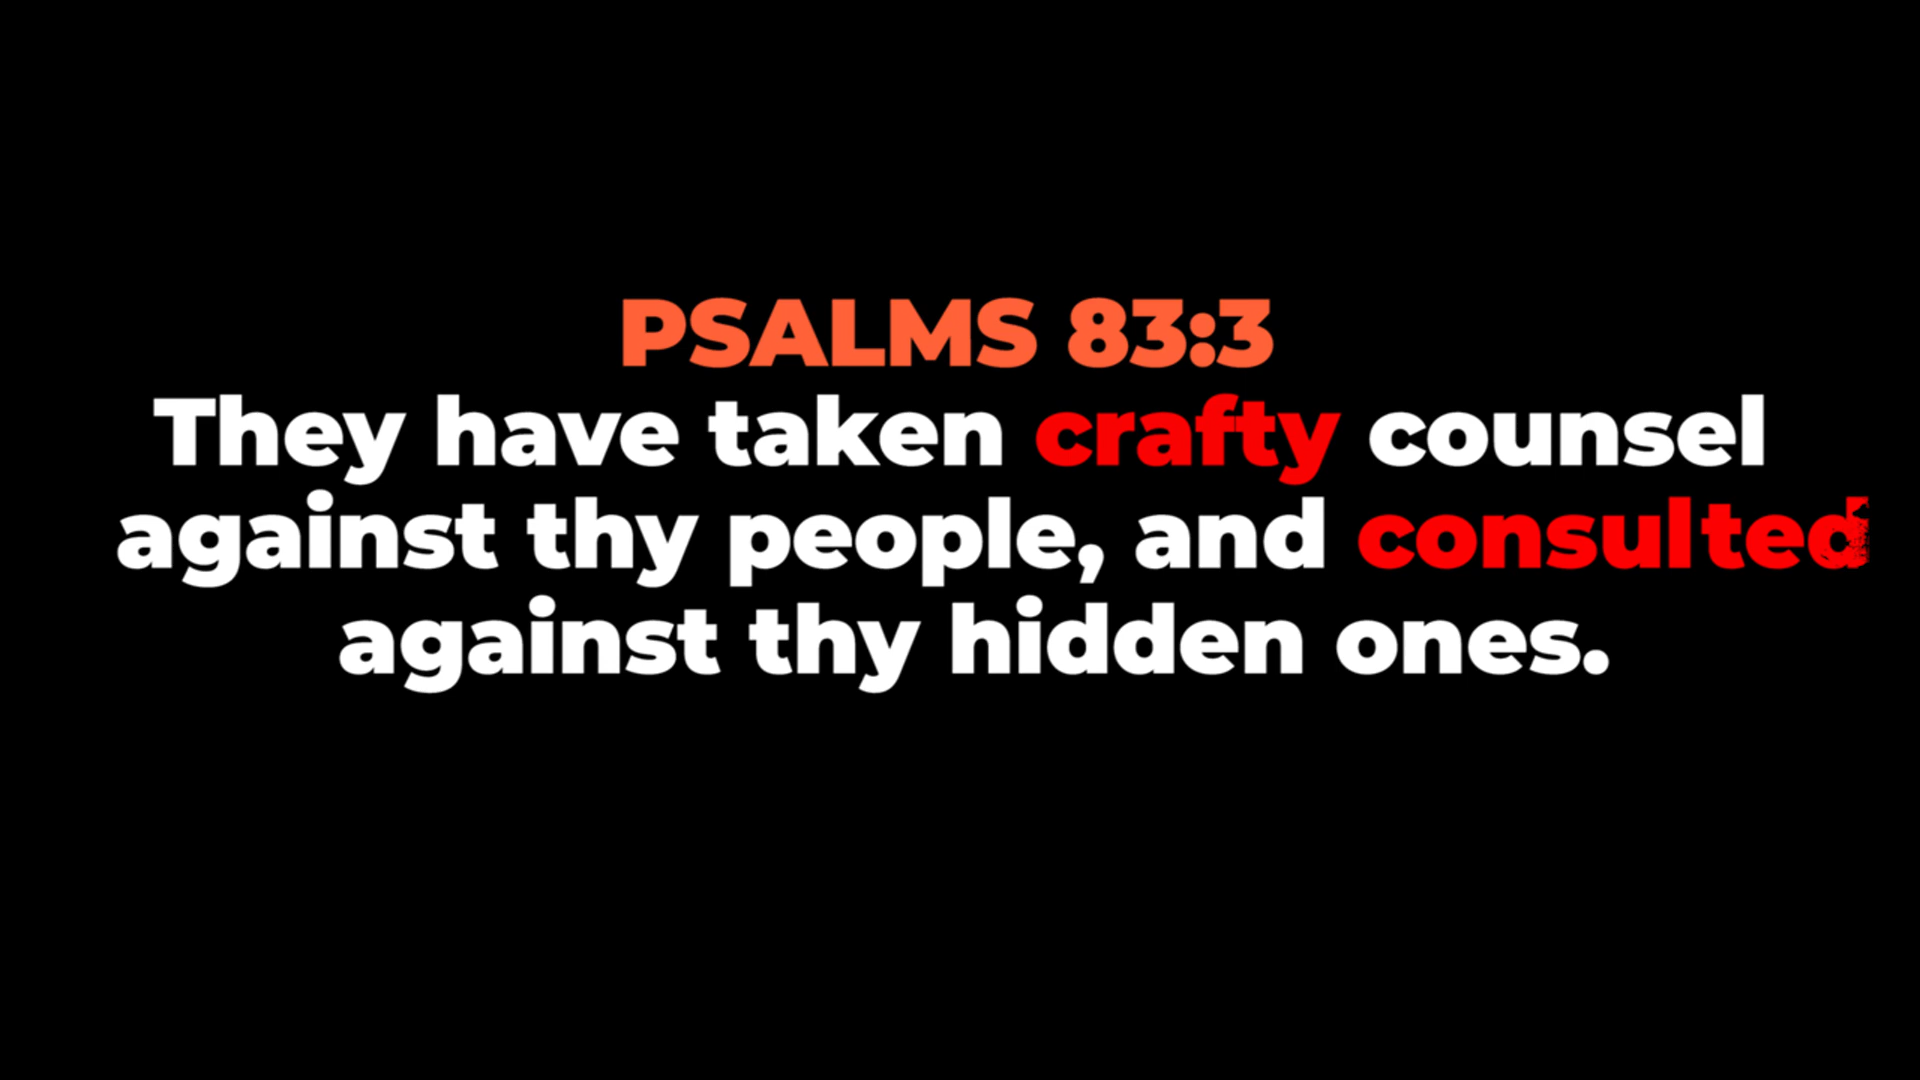 PSALMS 83:3
They have taken crafty counsel
against thy people, and consulted
against thy hidden ones.